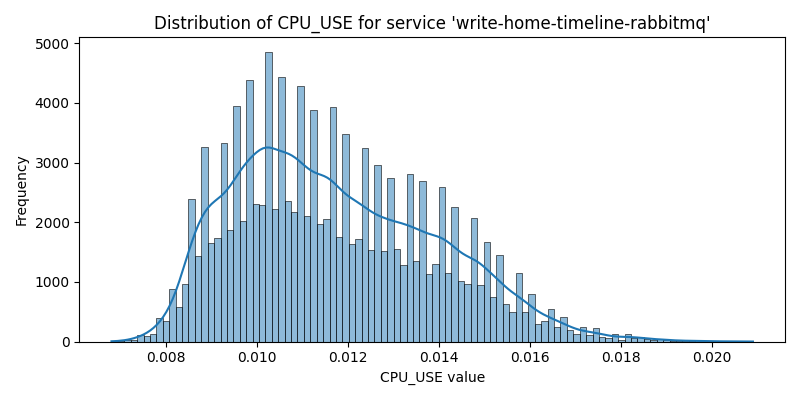 Distribution of CPU_USE for service 'write-home-timeline-rabbitmq'
5000
4000
3000
2000
1000
0
Frequency
0.008 0.010 0.012 0.014 0.016 0.018 0.020
CPU_USE value